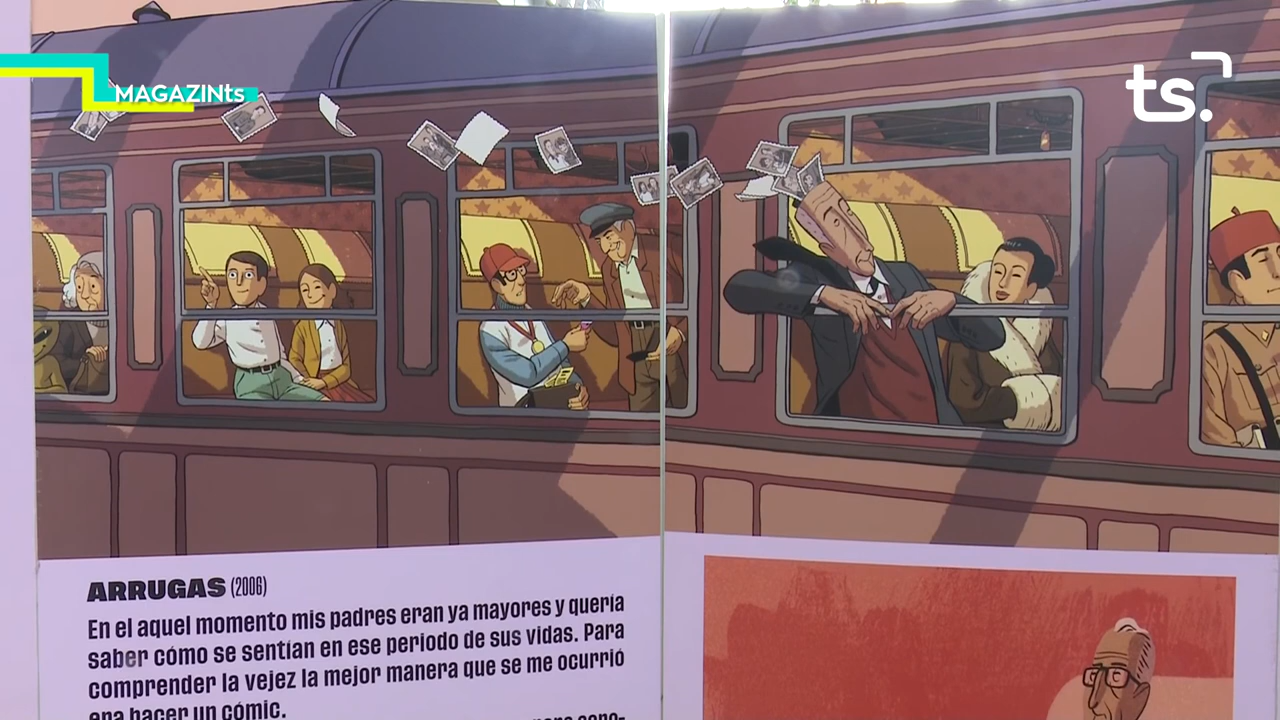 MAGAZINts
ts.
ARRUGAS (2006)
En el aquel momento mis padres eran ya mayores y quería
saber cómo se sentían en ese periodo de sus vidas. Para
comprender la vejez la mejor manera que se me ocurrió
era hacer un cómic.